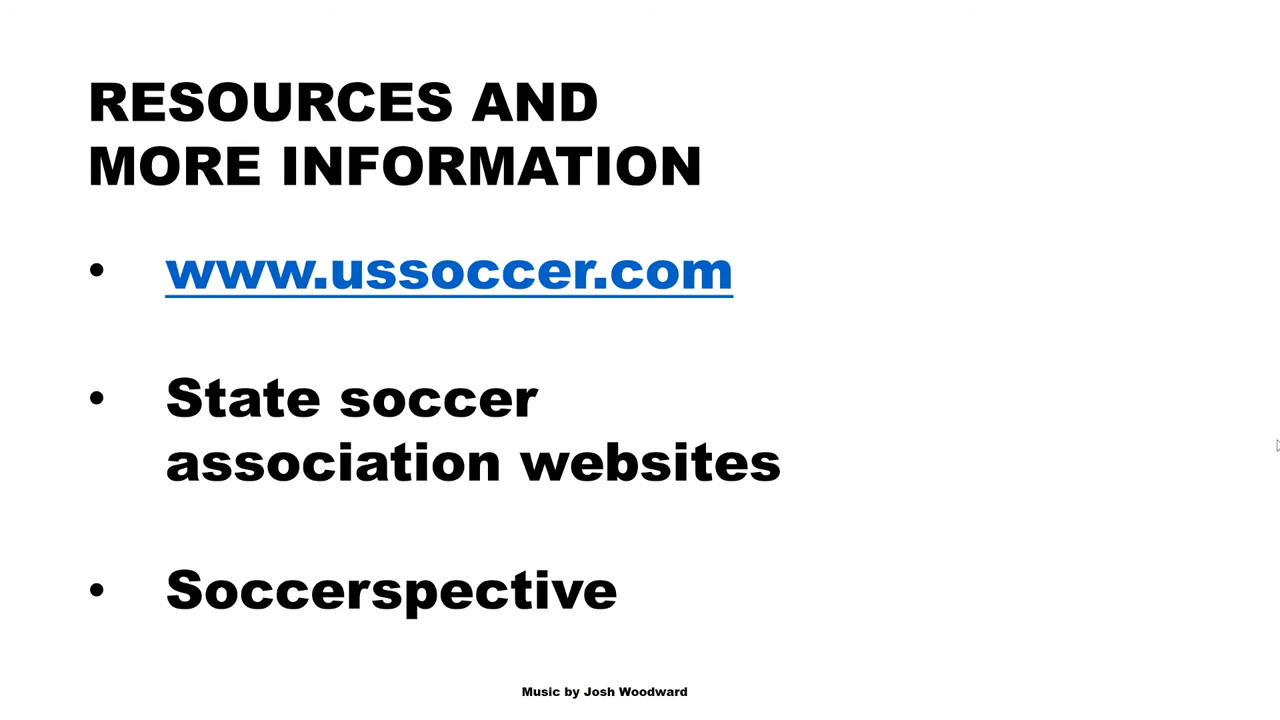 RESOURCES AND
MORE INFORMATION
• www.ussoccer.com
• State soccer
association websites
• Soccerspective
Music by Josh Woodward